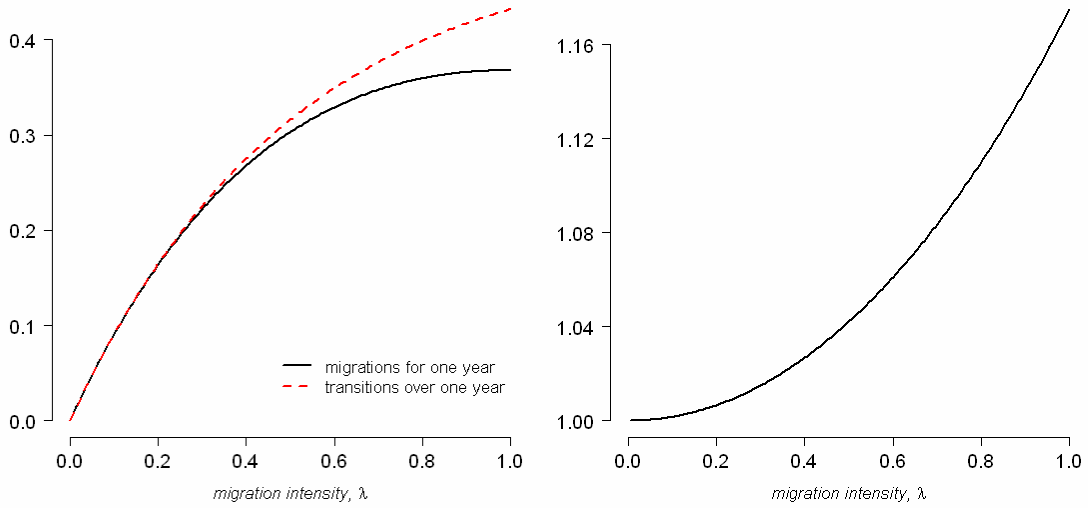 0.4
0.3
0.2
0.1
0.0
migrations for one year
transitions over one year
0.0 0.2 0.4 0.6 0.8 1.0
migration intensity, λ
1.16
1.12
1.08
1.04
1.00
0.0 0.2 0.4 0.6 0.8 1.0
migration intensity, λ